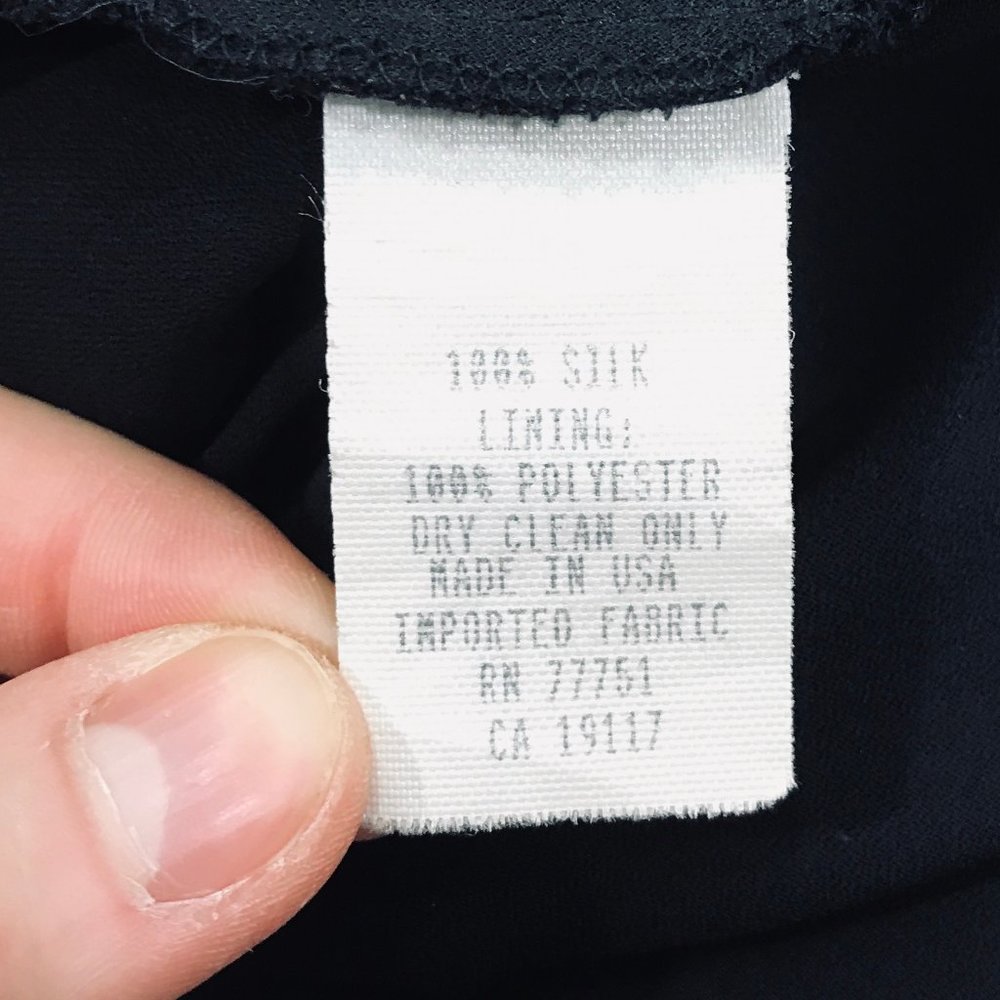 100% SILK
LINING:
100% POLYESTER
DRY CLEAN ONLY
MADE IN USA
IMPORTED FABRIC
RN 77751
CA 19117